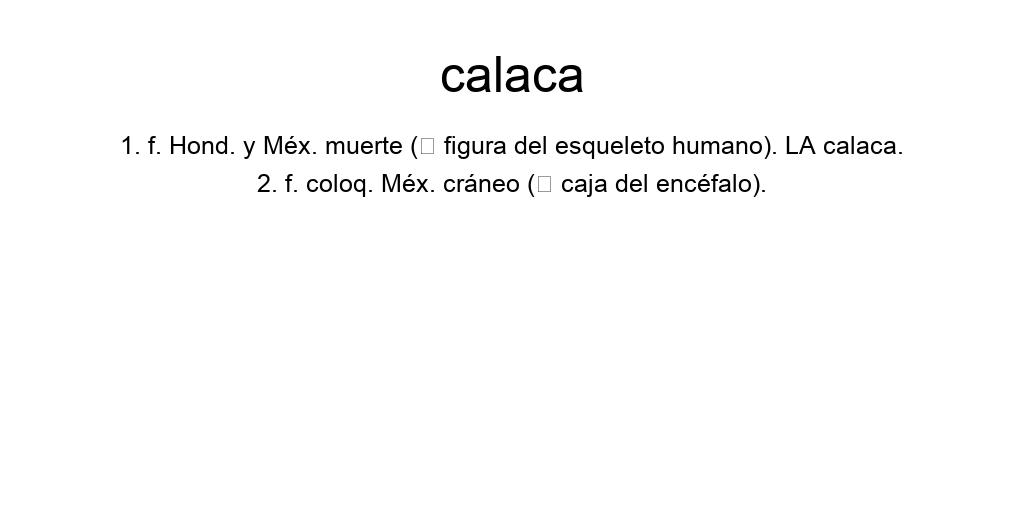 calaca
1. f. Hond. y Méx. muerte (□ figura del esqueleto humano). LA calaca.
2. f. coloq. Méx. cráneo (□ caja del encéfalo).